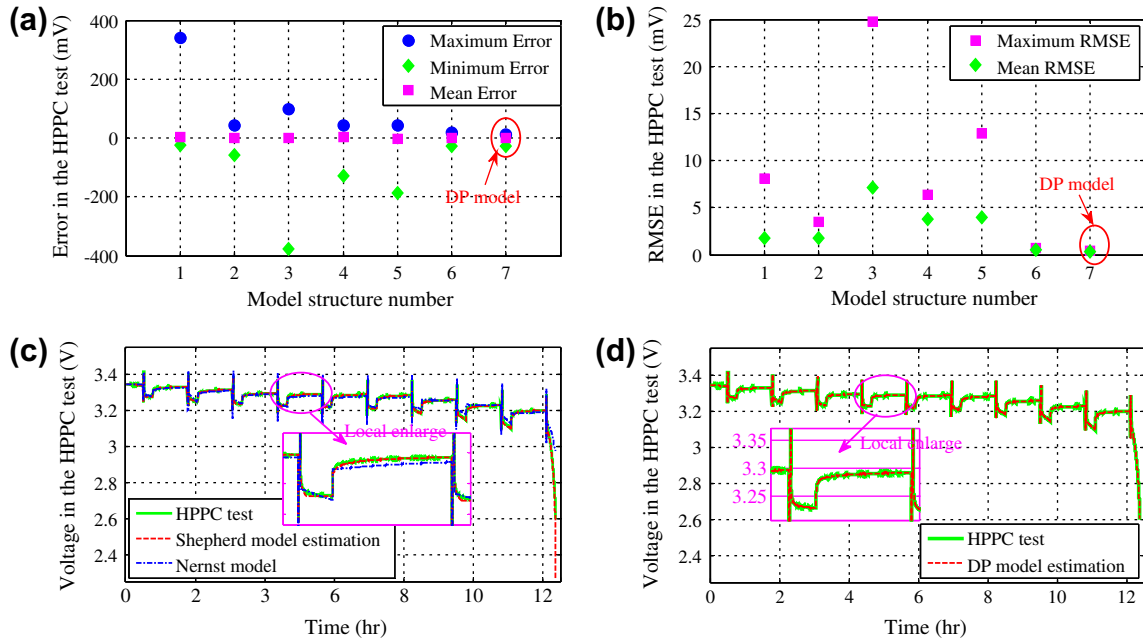 (a)
Error in the HPPC test (mV)
400
200
0
-200
-400
Maximum Error
Minimum Error
Mean Error
DP model
1 2 3 4 5 6 7
Model structure number
(b)
RMSE in the HPPC test (mV)
25
20
15
10
5
0
Maximum RMSE
Mean RMSE
DP model
1 2 3 4 5 6 7
Model structure number
(c)
Voltage in the HPPC test (V)
3.4
3.2
3
2.8
2.6
2.4
Local enlarge
HPPC test
Shepherd model estimation
Nernst model
0 2 4 6 8 10 12
Time (hr)
(d)
Voltage in the HPPC test (V)
3.4
3.2
3
2.8
2.6
2.4
Local enlarge
3.35
3.3
3.25
HPPC test
DP model estimation
0 2 4 6 8 10 12
Time (hr)